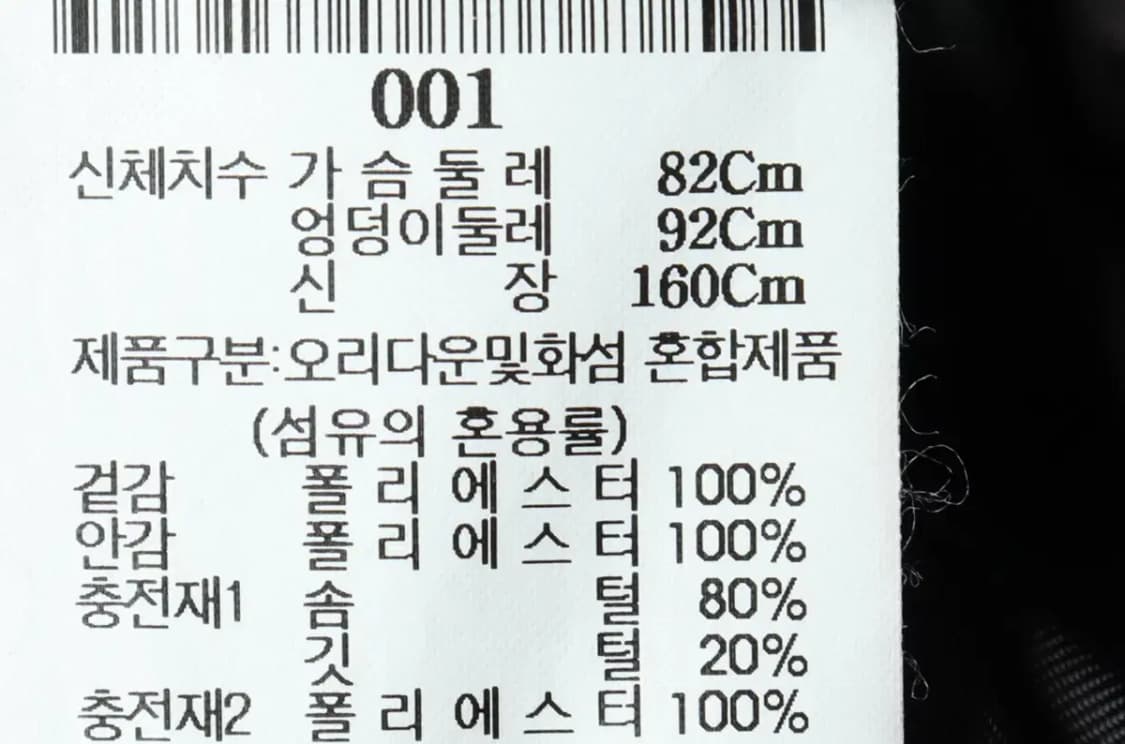 001
신체치수 가슴둘레 82Cm
엉덩이둘레 92Cm
신장 160Cm
제품구분:오리다운및화섬 혼합제품
(섬유의 혼용률)
겉감 폴리에스터 100%
안감 폴리에스터 100%
충전재1 솜털 80%
깃털 20%
충전재2 폴리에스터 100%